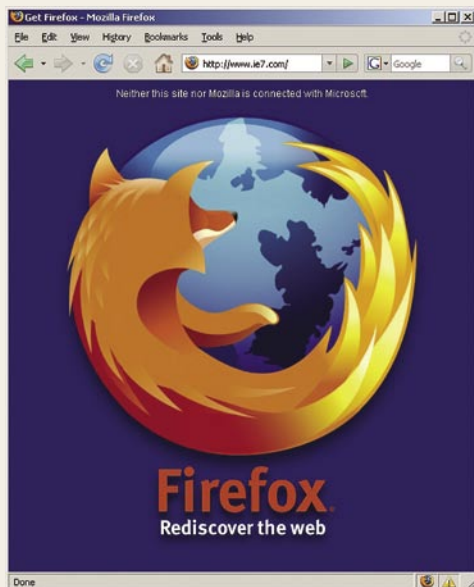 Get Firefox - Mozilla Firefox
File Edit View History Bookmarks Tools Help
http://www.ie7.com/ G Google
Neither this site nor Mozilla is connected with Microsoft.
Firefox
Rediscover the web
Done